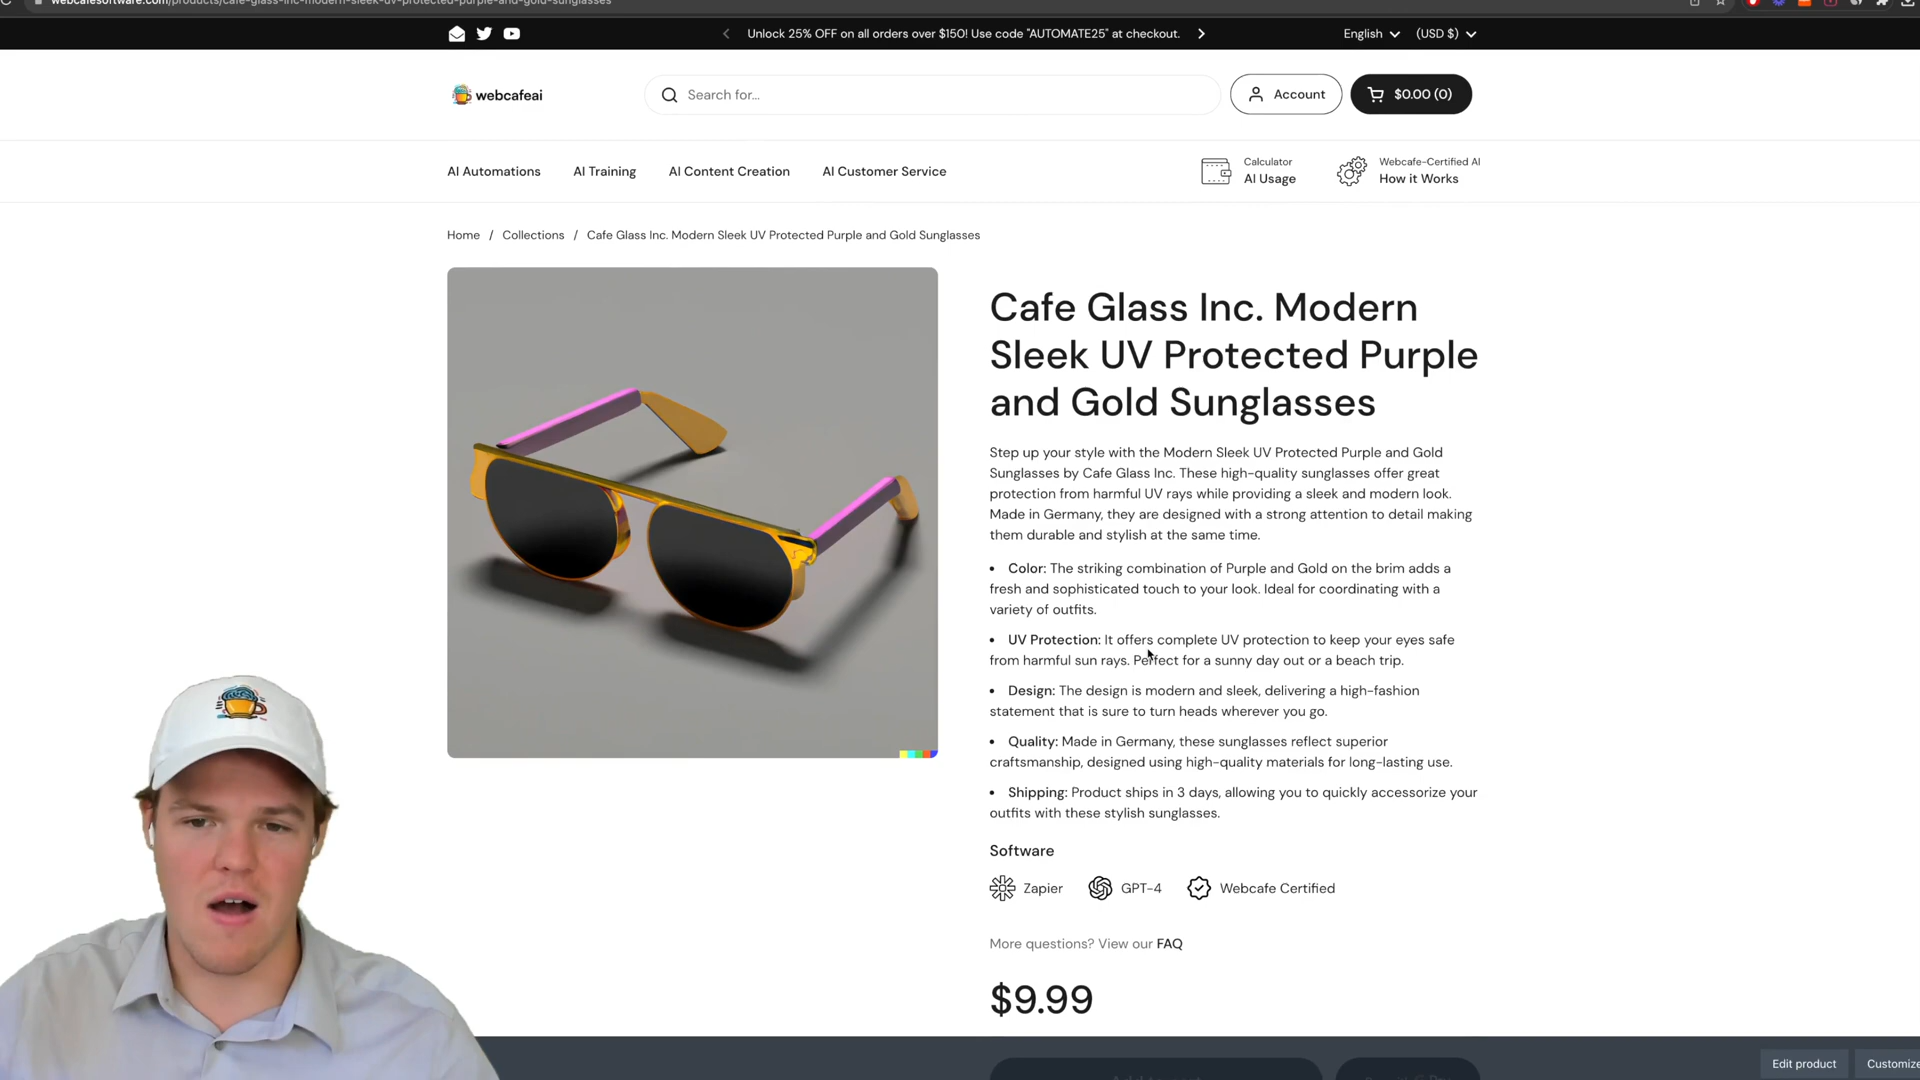 webcafesoftware.com/products/cafe-glass-inc-modern-sleek-uv-protected-purple-and-gold-sunglasses
Unlock 25% OFF on all orders over $150! Use code "AUTOMATE25" at checkout.
English
(USD $)
webcafeai
Search for...
Account
$0.00 (0)
AI Automations
AI Training
AI Content Creation
AI Customer Service
Calculator
AI Usage
Webcafe-Certified AI
How it Works
Home / Collections / Cafe Glass Inc. Modern Sleek UV Protected Purple and Gold Sunglasses
Cafe Glass Inc. Modern
Sleek UV Protected Purple
and Gold Sunglasses
Step up your style with the Modern Sleek UV Protected Purple and Gold
Sunglasses by Cafe Glass Inc. These high-quality sunglasses offer great
protection from harmful UV rays while providing a sleek and modern look.
Made in Germany, they are designed with a strong attention to detail making
them durable and stylish at the same time.
• Color: The striking combination of Purple and Gold on the brim adds a
fresh and sophisticated touch to your look. Ideal for coordinating with a
variety of outfits.
• UV Protection: It offers complete UV protection to keep your eyes safe
from harmful sun rays. Perfect for a sunny day out or a beach trip.
• Design: The design is modern and sleek, delivering a high-fashion
statement that is sure to turn heads wherever you go.
• Quality: Made in Germany, these sunglasses reflect superior
craftsmanship, designed using high-quality materials for long-lasting use.
• Shipping: Product ships in 3 days, allowing you to quickly accessorize your
outfits with these stylish sunglasses.
Software
Zapier
GPT-4
Webcafe Certified
More questions? View our FAQ
$9.99
Edit product
Customize